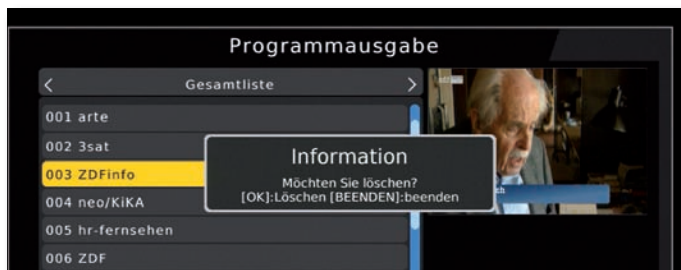 Programmausgabe
< Gesamtliste >
001 arte
002 3sat
003 ZDFinfo
004 neo/KiKA
005 hr-fernsehen
006 ZDF
Information
Möchten Sie löschen?
[OK]:Löschen [BEENDEN]:beenden